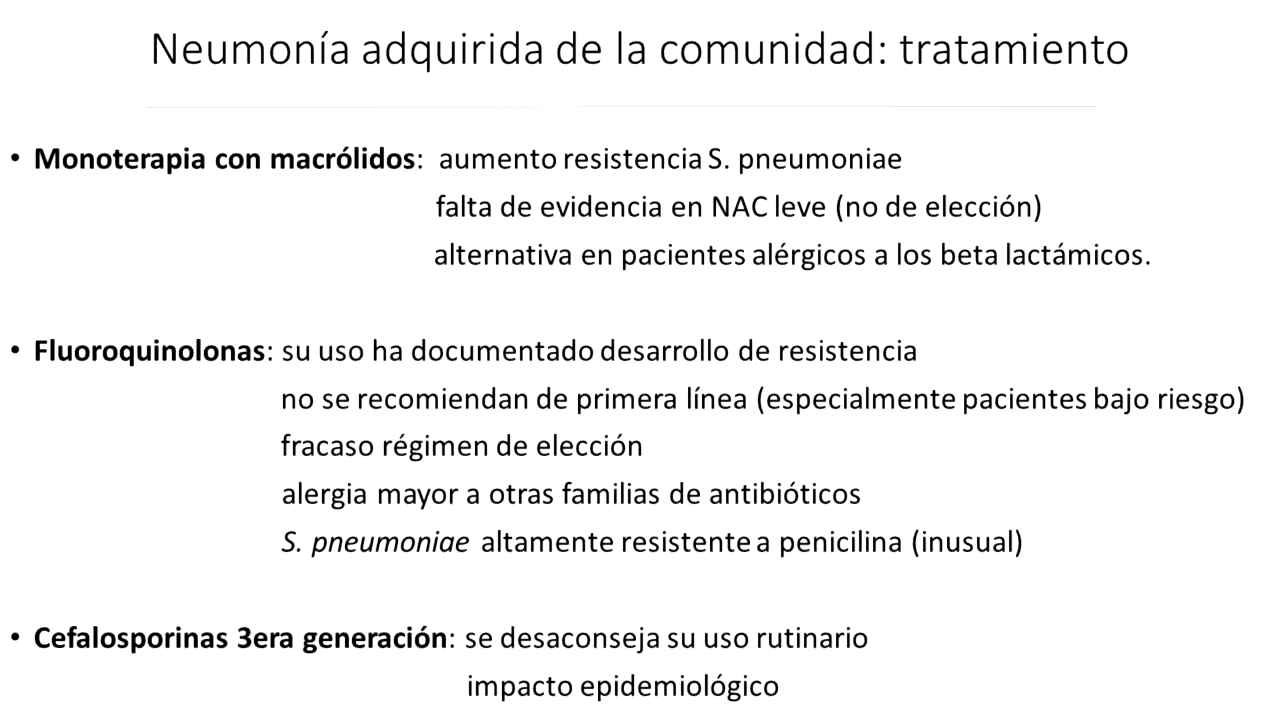 Neumonía adquirida de la comunidad: tratamiento
• Monoterapia con macrólidos: aumento resistencia S. pneumoniae
falta de evidencia en NAC leve (no de elección)
alternativa en pacientes alérgicos a los beta lactámicos.
• Fluoroquinolonas: su uso ha documentado desarrollo de resistencia
no se recomiendan de primera línea (especialmente pacientes bajo riesgo)
fracaso régimen de elección
alergia mayor a otras familias de antibióticos
S. pneumoniae altamente resistente a penicilina (inusual)
• Cefalosporinas 3era generación: se desaconseja su uso rutinario
impacto epidemiológico